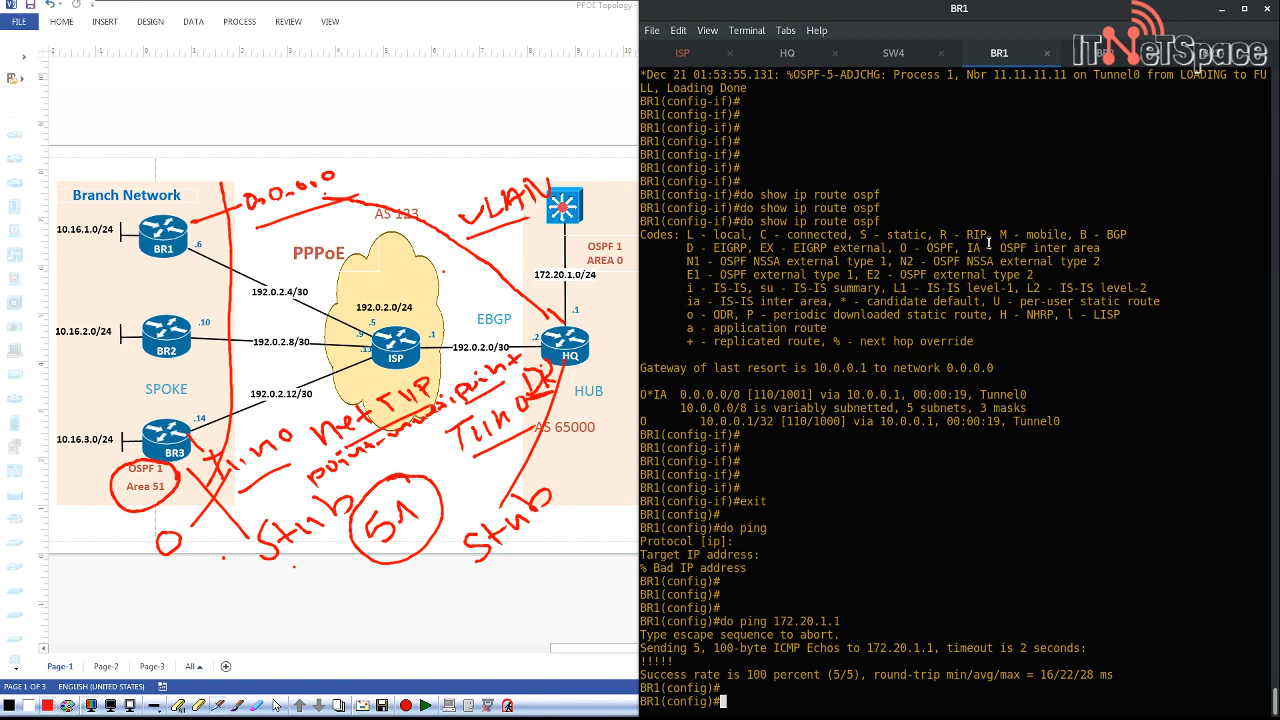 PPOE Topology -
FILE
HOME
INSERT
DESIGN
DATA
PROCESS
REVIEW
VIEW
Branch Network
0.0.0.0
VLAN
AS 123
10.16.1.0/24
BR1
.6
PPPoE
OSPF 1
AREA 0
172.20.1.0/24
192.0.2.4/30
192.0.2.0/24
.10
.5
EBGP
.1
10.16.2.0/24
BR2
192.0.2.8/30
ISP
.1
192.0.2.0/30
.2
HQ
SPOKE
192.0.2.12/30
HUB
.14
10.16.3.0/24
BR3
AS 65000
OSPF 1
Area 51
Stub
51
Stub
0
PAGE 1 OF 3
ENGLISH (UNITED STATES)
Page-1
Page-2
Page-3
All
BR1
File Edit View Terminal Tabs Help
ISP
HQ
SW4
BR1
ITNETSPACE
*Dec 21 01:53:55.131: %OSPF-5-ADJCHG: Process 1, Nbr 11.11.11.11 on Tunnel0 from LOADING to FU
LL, Loading Done
BR1(config-if)#
BR1(config-if)#
BR1(config-if)#
BR1(config-if)#
BR1(config-if)#
BR1(config-if)#
BR1(config-if)#
BR1(config-if)#do show ip route ospf
BR1(config-if)#do show ip route ospf
BR1(config-if)#do show ip route ospf
Codes: L - local, C - connected, S - static, R - RIP, M - mobile, B - BGP
D - EIGRP, EX - EIGRP external, O - OSPF, IA - OSPF inter area
N1 - OSPF NSSA external type 1, N2 - OSPF NSSA external type 2
E1 - OSPF external type 1, E2 - OSPF external type 2
i - IS-IS, su - IS-IS summary, L1 - IS-IS level-1, L2 - IS-IS level-2
ia - IS-IS inter area, * - candidate default, U - per-user static route
o - ODR, P - periodic downloaded static route, H - NHRP, l - LISP
a - application route
+ - replicated route, % - next hop override
Gateway of last resort is 10.0.0.1 to network 0.0.0.0
O*IA 0.0.0.0/0 [110/1001] via 10.0.0.1, 00:00:19, Tunnel0
10.0.0.0/8 is variably subnetted, 5 subnets, 3 masks
O 10.0.0.1/32 [110/1000] via 10.0.0.1, 00:00:19, Tunnel0
BR1(config-if)#
BR1(config-if)#
BR1(config-if)#
BR1(config-if)#
BR1(config-if)#
BR1(config-if)#exit
BR1(config)#
BR1(config)#do ping
Protocol [ip]:
Target IP address:
% Bad IP address
BR1(config)#
BR1(config)#
BR1(config)#
BR1(config)#do ping 172.20.1.1
Type escape sequence to abort.
Sending 5, 100-byte ICMP Echos to 172.20.1.1, timeout is 2 seconds:
!!!!!
Success rate is 100 percent (5/5), round-trip min/avg/max = 16/22/28 ms
BR1(config)#
BR1(config)#